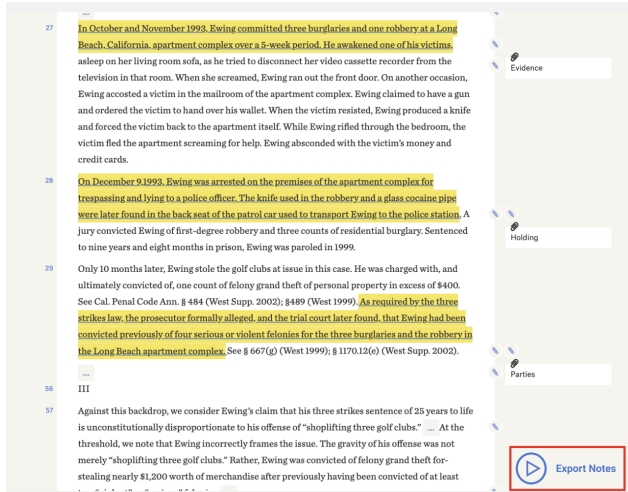 ...
27
In October and November 1993, Ewing committed three burglaries and one robbery at a Long
Beach, California, apartment complex over a 5-week period. He awakened one of his victims,
asleep on her living room sofa, as he tried to disconnect her video cassette recorder from the
television in that room. When she screamed, Ewing ran out the front door. On another occasion,
Ewing accosted a victim in the mailroom of the apartment complex. Ewing claimed to have a gun
and ordered the victim to hand over his wallet. When the victim resisted, Ewing produced a knife
and forced the victim back to the apartment itself. While Ewing rifled through the bedroom, the
victim fled the apartment screaming for help. Ewing absconded with the victim's money and
credit cards.
Evidence
28
On December 9,1993, Ewing was arrested on the premises of the apartment complex for
trespassing and lying to a police officer. The knife used in the robbery and a glass cocaine pipe
were later found in the back seat of the patrol car used to transport Ewing to the police station. A
jury convicted Ewing of first-degree robbery and three counts of residential burglary. Sentenced
to nine years and eight months in prison, Ewing was paroled in 1999.
Holding
29
Only 10 months later, Ewing stole the golf clubs at issue in this case. He was charged with, and
ultimately convicted of, one count of felony grand theft of personal property in excess of $400.
See Cal. Penal Code Ann. § 484 (West Supp. 2002); §489 (West 1999). As required by the three
strikes law, the prosecutor formally alleged, and the trial court later found, that Ewing had been
convicted previously of four serious or violent felonies for the three burglaries and the robbery in
the Long Beach apartment complex. See § 667(g) (West 1999); § 1170.12(e) (West Supp. 2002).
...
Parties
56
III
57
Against this backdrop, we consider Ewing's claim that his three strikes sentence of 25 years to life
is unconstitutionally disproportionate to his offense of "shoplifting three golf clubs." ... At the
threshold, we note that Ewing incorrectly frames the issue. The gravity of his offense was not
merely "shoplifting three golf clubs." Rather, Ewing was convicted of felony grand theft for
stealing nearly $1,200 worth of merchandise after previously having been convicted of at least
Export Notes